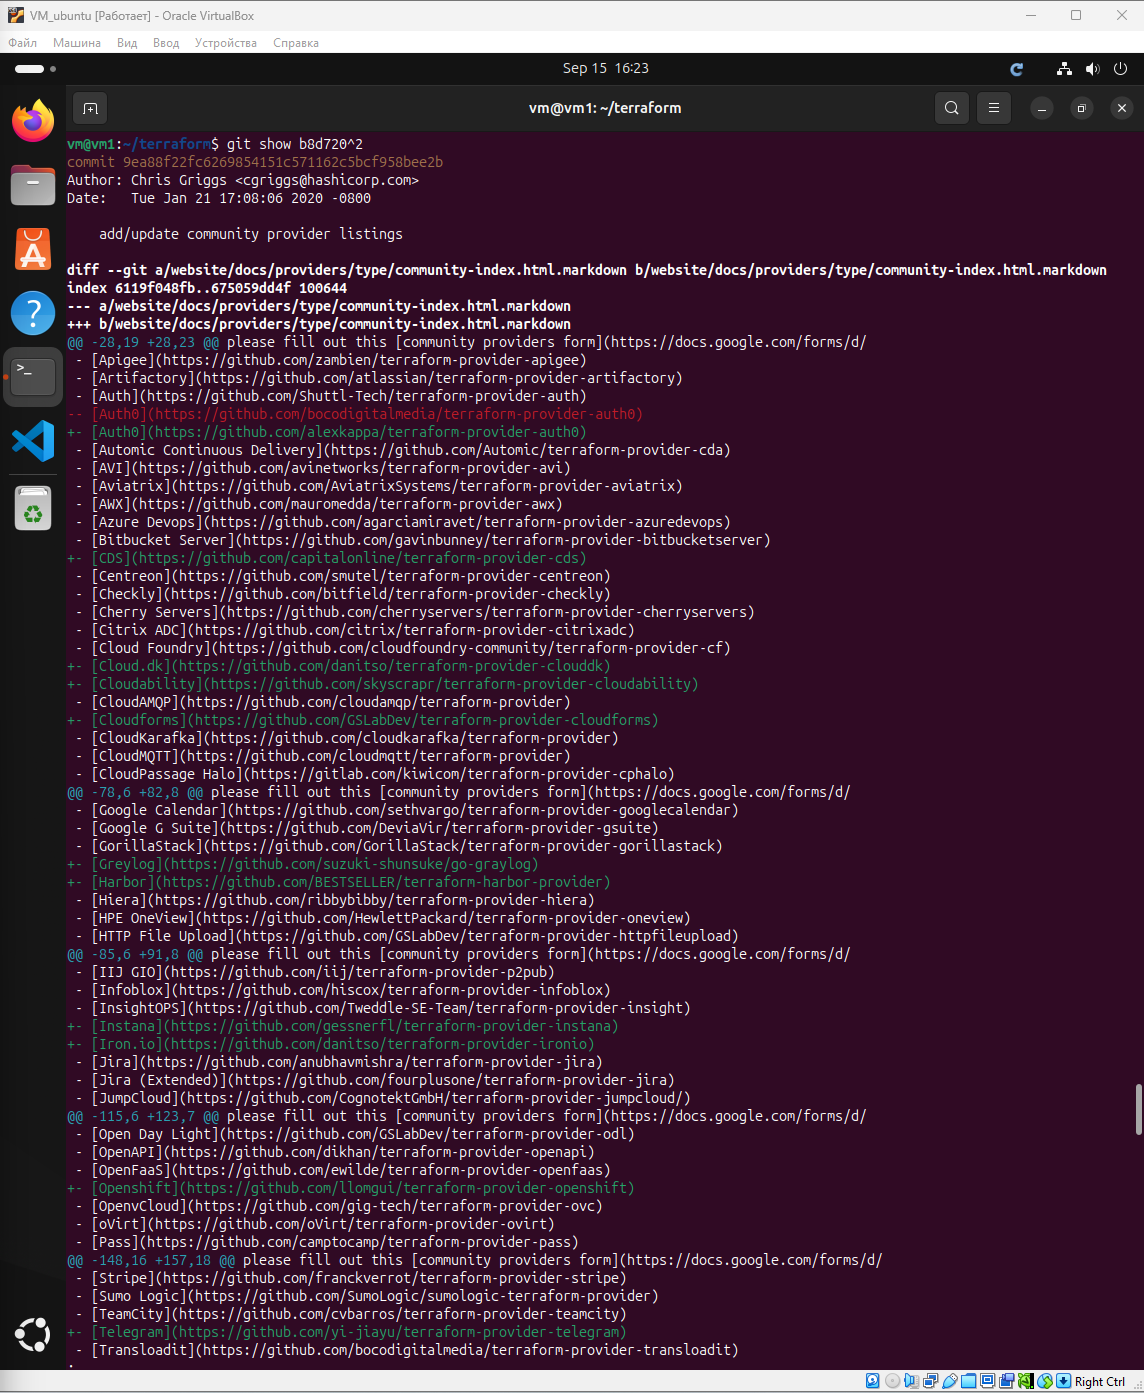 VM_ubuntu [Работает] - Oracle VirtualBox
Файл Машина Вид Ввод Устройства Справка
Sep 15 16:23
vm@vm1: ~/terraform
vm@vm1:~/terraform$ git show b8d720^2
commit 9ea88f22fc6269854151c571162c5bcf958bee2b
Author: Chris Griggs <cgriggs@hashicorp.com>
Date:   Tue Jan 21 17:08:06 2020 -0800
    add/update community provider listings
diff --git a/website/docs/providers/type/community-index.html.markdown b/website/docs/providers/type/community-index.html.markdown
index 6119f048fb..675059dd4f 100644
--- a/website/docs/providers/type/community-index.html.markdown
+++ b/website/docs/providers/type/community-index.html.markdown
@@ -28,19 +28,23 @@ please fill out this [community providers form](https://docs.google.com/forms/d/
 - [Apigee](https://github.com/zambien/terraform-provider-apigee)
 - [Artifactory](https://github.com/atlassian/terraform-provider-artifactory)
 - [Auth](https://github.com/Shuttl-Tech/terraform-provider-auth)
-- [Auth0](https://github.com/bocodigitalmedia/terraform-provider-auth0)
+- [Auth0](https://github.com/alexkappa/terraform-provider-auth0)
 - [Automic Continuous Delivery](https://github.com/Automic/terraform-provider-cda)
 - [AVI](https://github.com/avinetworks/terraform-provider-avi)
 - [Aviatrix](https://github.com/AviatrixSystems/terraform-provider-aviatrix)
 - [AWX](https://github.com/mauromedda/terraform-provider-awx)
 - [Azure Devops](https://github.com/agarciamiravet/terraform-provider-azuredevops)
 - [Bitbucket Server](https://github.com/gavinbunney/terraform-provider-bitbucketserver)
+- [CDS](https://github.com/capitalonline/terraform-provider-cds)
 - [Centreon](https://github.com/smutel/terraform-provider-centreon)
 - [Checkly](https://github.com/bitfield/terraform-provider-checkly)
 - [Cherry Servers](https://github.com/cherryservers/terraform-provider-cherryservers)
 - [Citrix ADC](https://github.com/citrix/terraform-provider-citrixadc)
 - [Cloud Foundry](https://github.com/cloudfoundry-community/terraform-provider-cf)
+- [Cloud.dk](https://github.com/danitso/terraform-provider-clouddk)
+- [Cloudability](https://github.com/skyscrapr/terraform-provider-cloudability)
 - [CloudAMQP](https://github.com/cloudamqp/terraform-provider)
+- [Cloudforms](https://github.com/GSLabDev/terraform-provider-cloudforms)
 - [CloudKarafka](https://github.com/cloudkarafka/terraform-provider)
 - [CloudMQTT](https://github.com/cloudmqtt/terraform-provider)
 - [CloudPassage Halo](https://gitlab.com/kiwicom/terraform-provider-cphalo)
@@ -78,6 +82,8 @@ please fill out this [community providers form](https://docs.google.com/forms/d/
 - [Google Calendar](https://github.com/sethvargo/terraform-provider-googlecalendar)
 - [Google G Suite](https://github.com/DeviaVir/terraform-provider-gsuite)
 - [GorillaStack](https://github.com/GorillaStack/terraform-provider-gorillastack)
+- [Greylog](https://github.com/suzuki-shunsuke/go-graylog)
+- [Harbor](https://github.com/BESTSELLER/terraform-harbor-provider)
 - [Hiera](https://github.com/ribbybibby/terraform-provider-hiera)
 - [HPE OneView](https://github.com/HewlettPackard/terraform-provider-oneview)
 - [HTTP File Upload](https://github.com/GSLabDev/terraform-provider-httpfileupload)
@@ -85,6 +91,8 @@ please fill out this [community providers form](https://docs.google.com/forms/d/
 - [IIJ GIO](https://github.com/iij/terraform-provider-p2pub)
 - [Infoblox](https://github.com/hiscox/terraform-provider-infoblox)
 - [InsightOPS](https://github.com/Tweddle-SE-Team/terraform-provider-insight)
+- [Instana](https://github.com/gessnerfl/terraform-provider-instana)
+- [Iron.io](https://github.com/danitso/terraform-provider-ironio)
 - [Jira](https://github.com/anubhavmishra/terraform-provider-jira)
 - [Jira (Extended)](https://github.com/fourplusone/terraform-provider-jira)
 - [JumpCloud](https://github.com/CognotektGmbH/terraform-provider-jumpcloud/)
@@ -115,6 +123,7 @@ please fill out this [community providers form](https://docs.google.com/forms/d/
 - [Open Day Light](https://github.com/GSLabDev/terraform-provider-odl)
 - [OpenAPI](https://github.com/dikhan/terraform-provider-openapi)
 - [OpenFaaS](https://github.com/ewilde/terraform-provider-openfaas)
+- [Openshift](https://github.com/llomgui/terraform-provider-openshift)
 - [OpenvCloud](https://github.com/gig-tech/terraform-provider-ovc)
 - [oVirt](https://github.com/oVirt/terraform-provider-ovirt)
 - [Pass](https://github.com/camptocamp/terraform-provider-pass)
@@ -148,16 +157,18 @@ please fill out this [community providers form](https://docs.google.com/forms/d/
 - [Stripe](https://github.com/franckverrot/terraform-provider-stripe)
 - [Sumo Logic](https://github.com/SumoLogic/sumologic-terraform-provider)
 - [TeamCity](https://github.com/cvbarros/terraform-provider-teamcity)
+- [Telegram](https://github.com/yi-jiayu/terraform-provider-telegram)
 - [Transloadit](https://github.com/bocodigitalmedia/terraform-provider-transloadit)
:
Right Ctrl